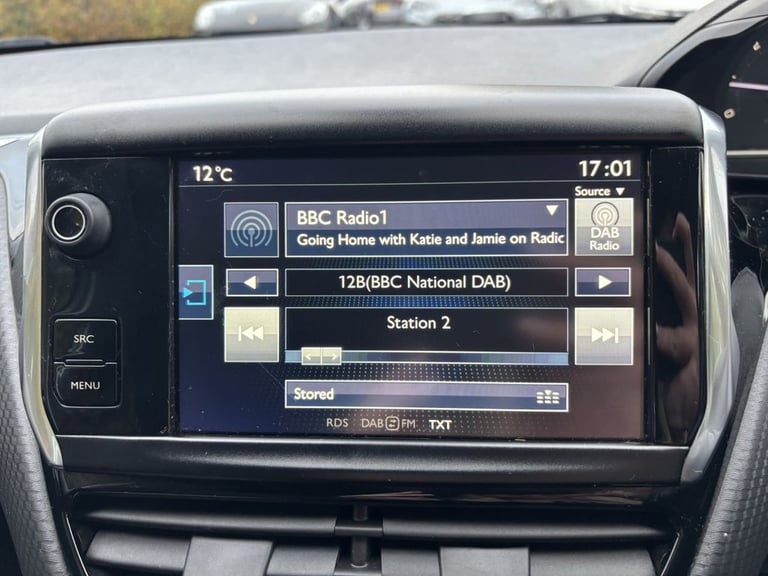 12°C
17:01
Source ▼
BBC Radio1
Going Home with Katie and Jamie on Radic
DAB
Radio
12B(BBC National DAB)
Station 2
SRC
MENU
Stored
RDS DAB FM TXT